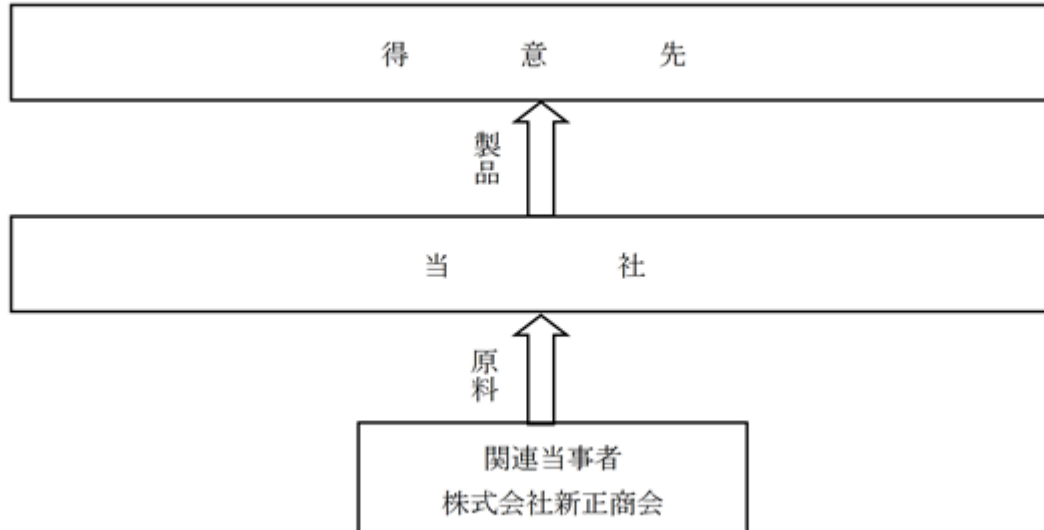 得意先
製品
当社
原料
関連当事者
株式会社新正商会